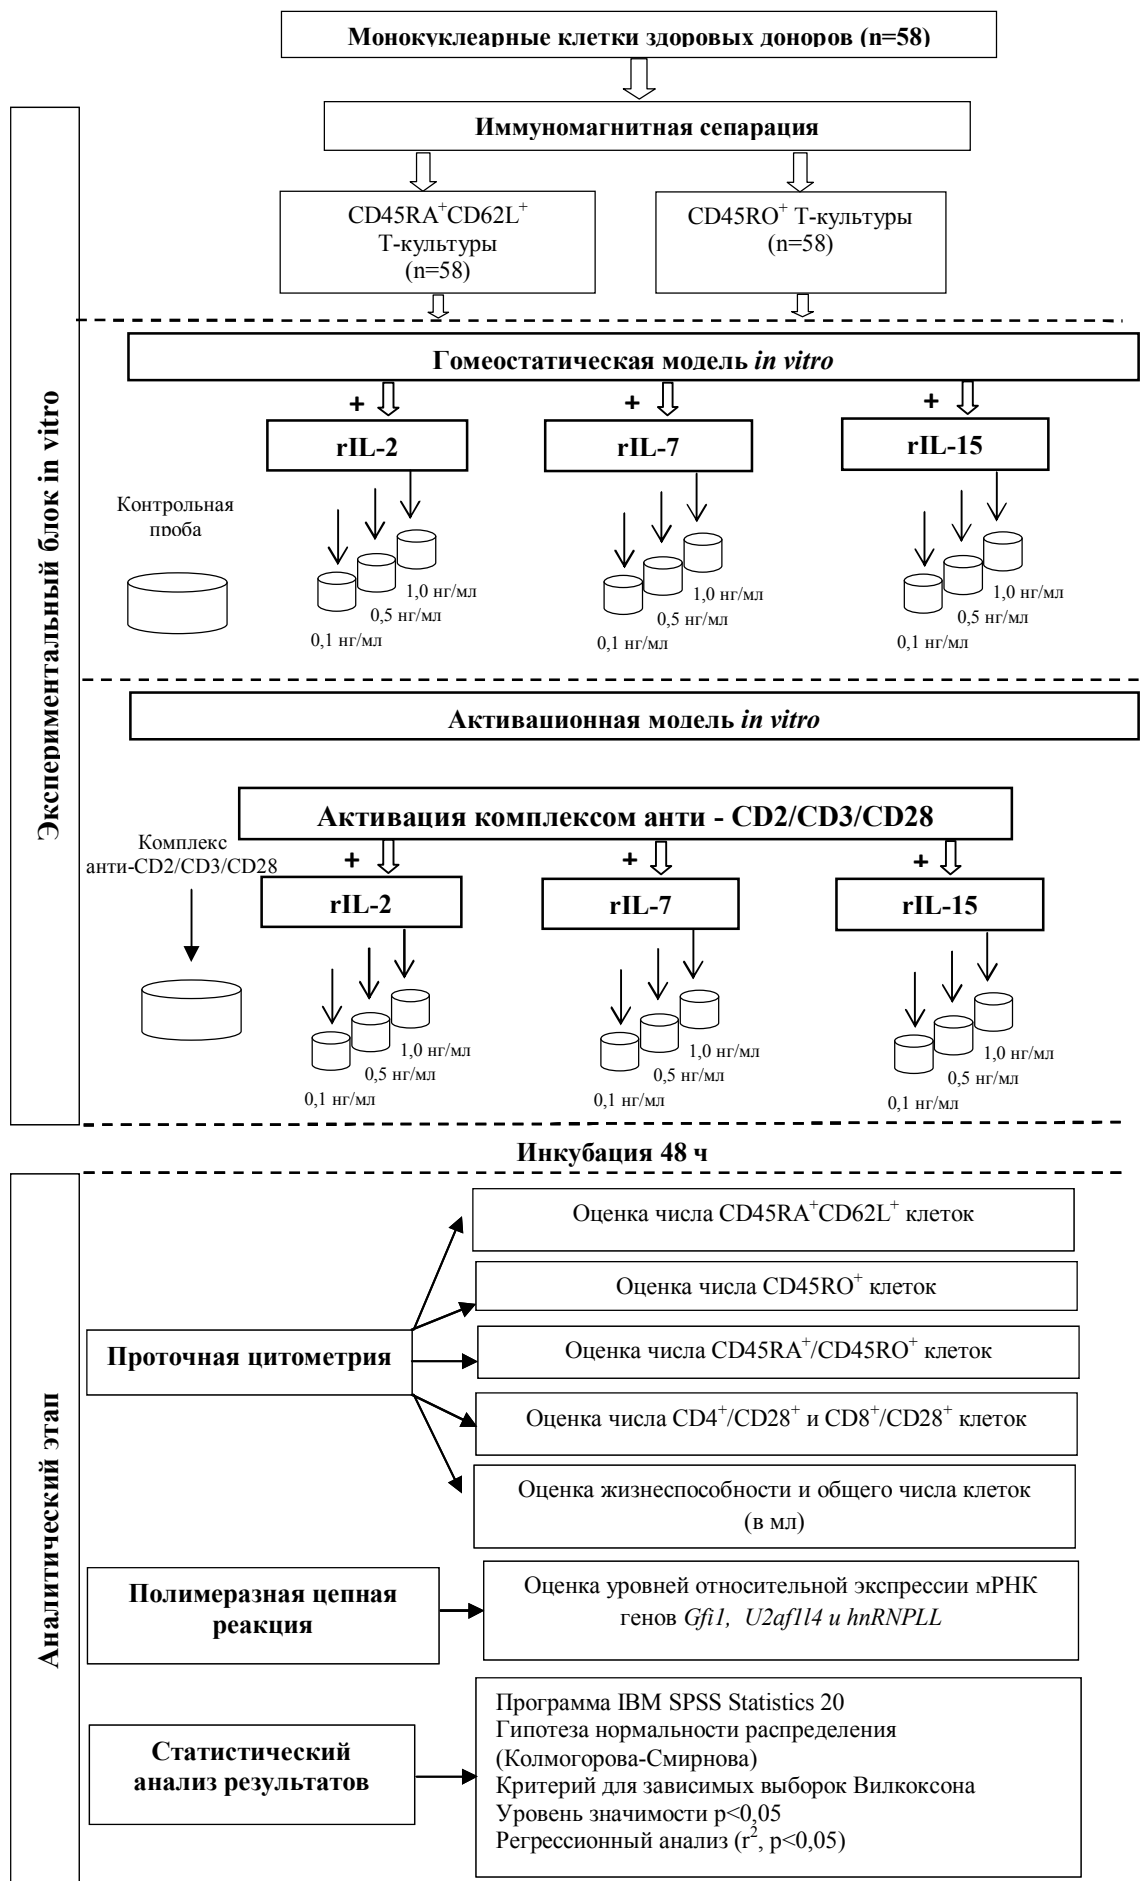 Монокуклеарные клетки здоровых доноров (n=58)
Иммуномагнитная сепарация
CD45RA⁺CD62L⁺
Т-культуры
(n=58)
CD45RO⁺ Т-культуры
(n=58)
Экспериментальный блок in vitro
Гомеостатическая модель in vitro
+
+
+
rIL-2
rIL-7
rIL-15
Контрольная
проба
1,0 нг/мл
0,5 нг/мл
0,1 нг/мл
1,0 нг/мл
0,5 нг/мл
0,1 нг/мл
1,0 нг/мл
0,5 нг/мл
0,1 нг/мл
Активационная модель in vitro
Активация комплексом анти - CD2/CD3/CD28
Комплекс
анти-CD2/CD3/CD28
+
+
+
rIL-2
rIL-7
rIL-15
1,0 нг/мл
0,5 нг/мл
0,1 нг/мл
1,0 нг/мл
0,5 нг/мл
0,1 нг/мл
1,0 нг/мл
0,5 нг/мл
0,1 нг/мл
Инкубация 48 ч
Аналитический этап
Проточная цитометрия
Оценка числа CD45RA⁺CD62L⁺ клеток
Оценка числа CD45RO⁺ клеток
Оценка числа CD45RA⁺/CD45RO⁺ клеток
Оценка числа CD4⁺/CD28⁺ и CD8⁺/CD28⁺ клеток
Оценка жизнеспособности и общего числа клеток
(в мл)
Полимеразная цепная
реакция
Оценка уровней относительной экспрессии мРНК
генов Gfi1, U2af1l4 и hnRNPLL
Статистический
анализ результатов
Программа IBM SPSS Statistics 20
Гипотеза нормальности распределения
(Колмогорова-Смирнова)
Критерий для зависимых выборок Вилкоксона
Уровень значимости p<0,05
Регрессионный анализ (r², p<0,05)